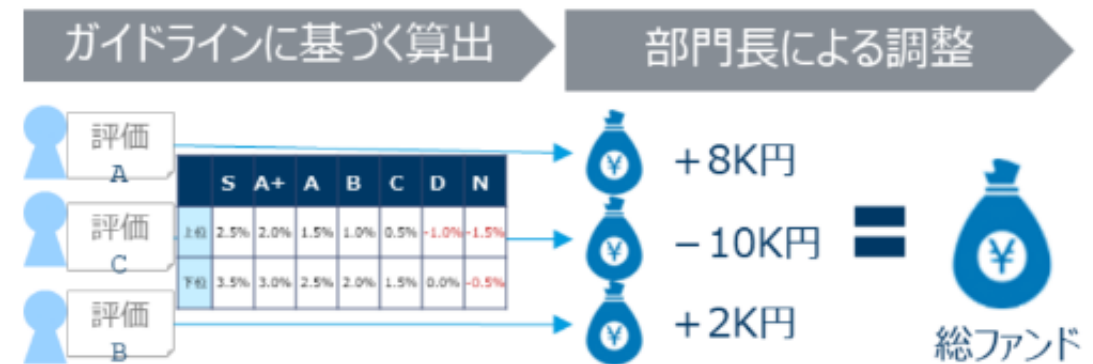 ガイドラインに基づく算出
部門長による調整
評価
A
評価
C
評価
B
S A+ A B C D N
上位 2.5% 2.0% 1.5% 1.0% 0.5% -1.0% -1.5%
下位 3.5% 3.0% 2.5% 2.0% 1.5% 0.0% -0.5%
¥ +8K円
¥ -10K円
¥ +2K円
=
¥
総ファンド